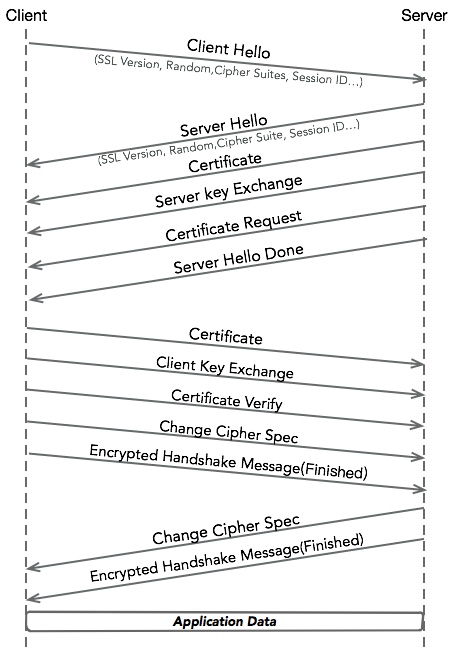 Client
Server
Client Hello
(SSL Version, Random,Cipher Suites, Session ID...)
Server Hello
(SSL Version, Random,Cipher Suite, Session ID...)
Certificate
Server key Exchange
Certificate Request
Server Hello Done
Certificate
Client Key Exchange
Certificate Verify
Change Cipher Spec
Encrypted Handshake Message(Finished)
Change Cipher Spec
Encrypted Handshake Message(Finished)
Application Data